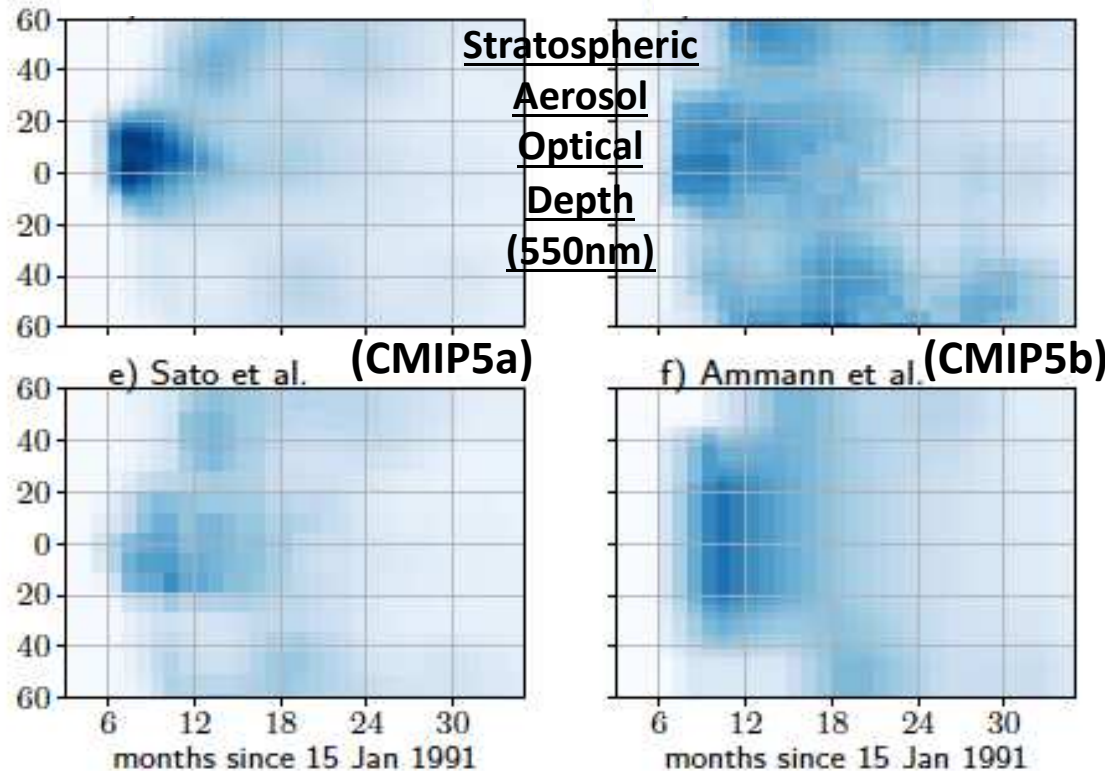 60
40
20
0
20
40
60
Stratospheric
Aerosol
Optical
Depth
(550nm)
e) Sato et al. (CMIP5a)
f) Ammann et al. (CMIP5b)
60
40
20
0
20
40
60
6 12 18 24 30
months since 15 Jan 1991
6 12 18 24 30
months since 15 Jan 1991